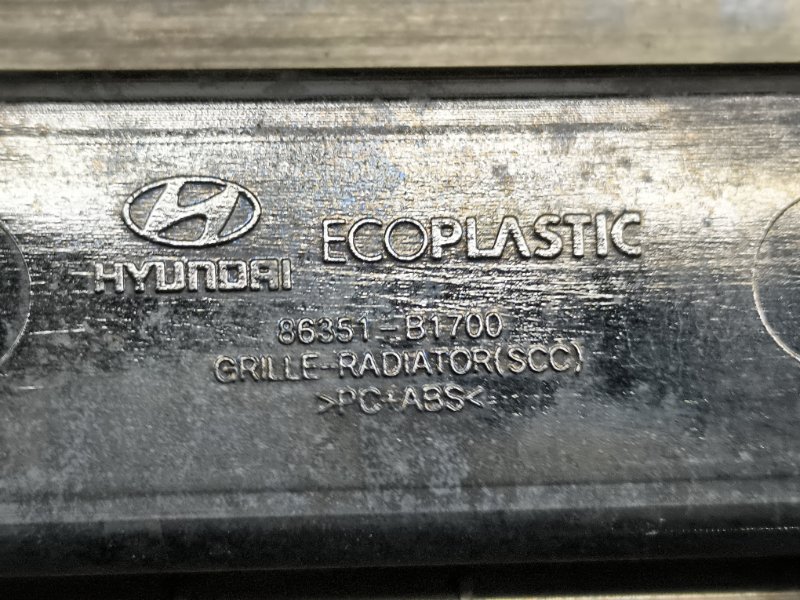 HYUNDAI ECOPLASTIC
86351-B1700
GRILLE-RADIATOR(SCC)
>PC+ABS<